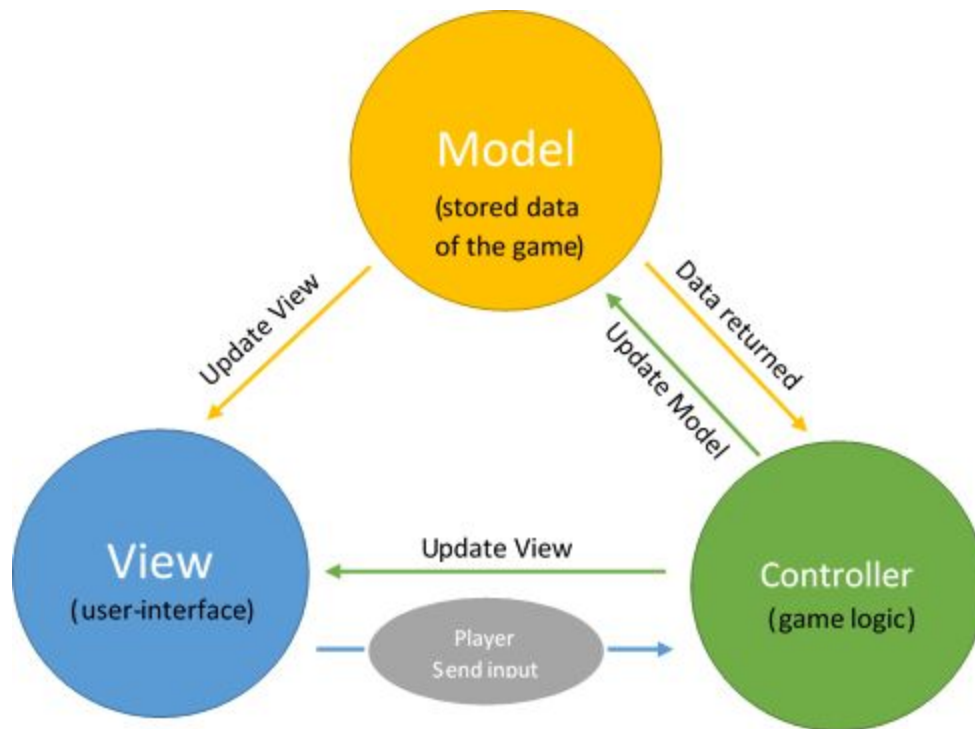 Model
(stored data
of the game)
Update View
Data returned
Update Model
View
(user-interface)
Update View
Player
Send input
Controller
(game logic)